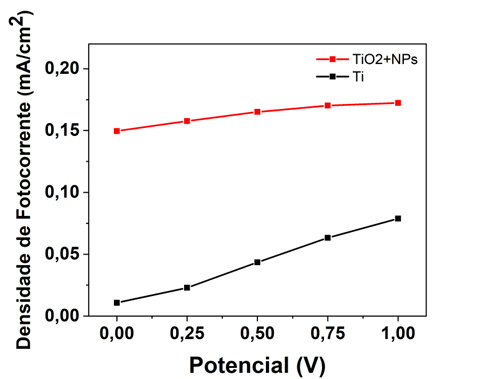 Densidade de Fotocorrente (mA/cm²)
0,20
0,15
0,10
0,05
0,00
TiO2+NPs
Ti
0,00 0,25 0,50 0,75 1,00
Potencial (V)